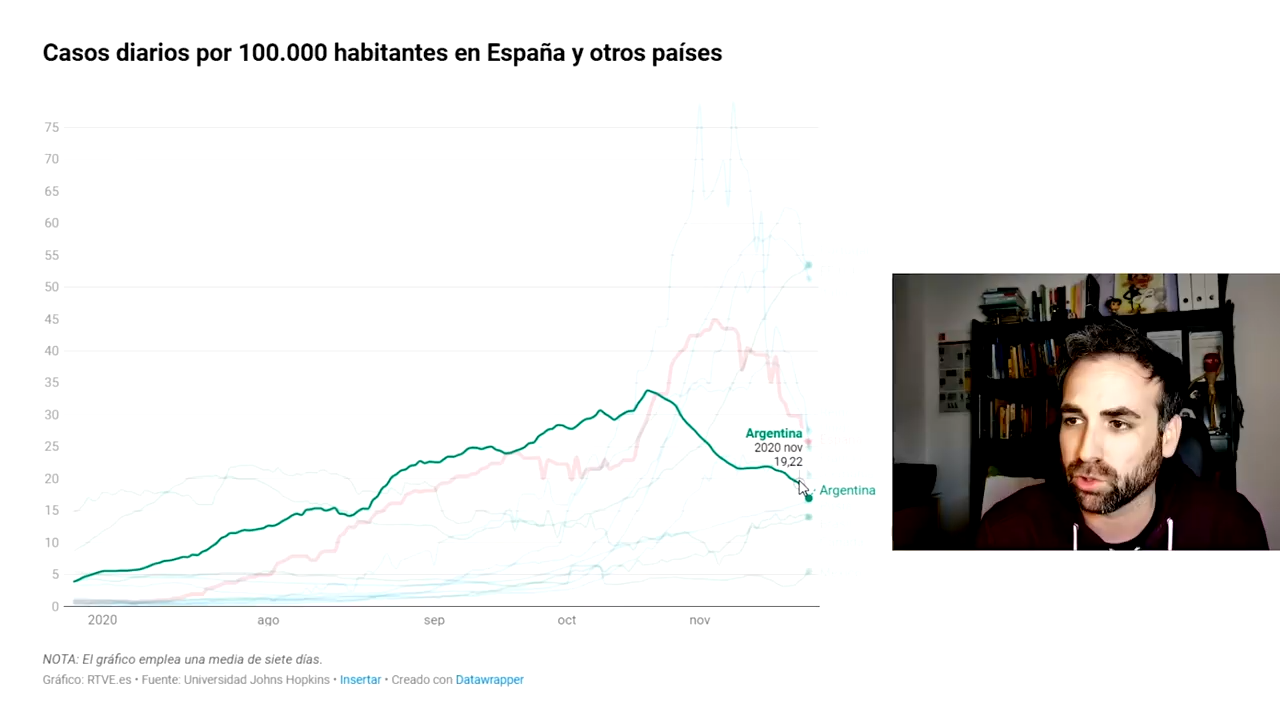 Casos diarios por 100.000 habitantes en España y otros países
75
70
65
60
55
50
45
40
35
30
25
20
15
10
5
0
Argentina
2020 nov
19,22
Argentina
2020
ago
sep
oct
nov
NOTA: El gráfico emplea una media de siete días.
Gráfico: RTVE.es • Fuente: Universidad Johns Hopkins • Insertar • Creado con Datawrapper